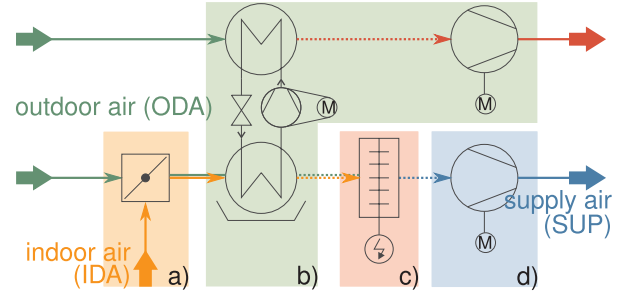 M
M
outdoor air (ODA)
supply air
(SUP)
M
indoor air
(IDA)
a)
b)
c)
d)